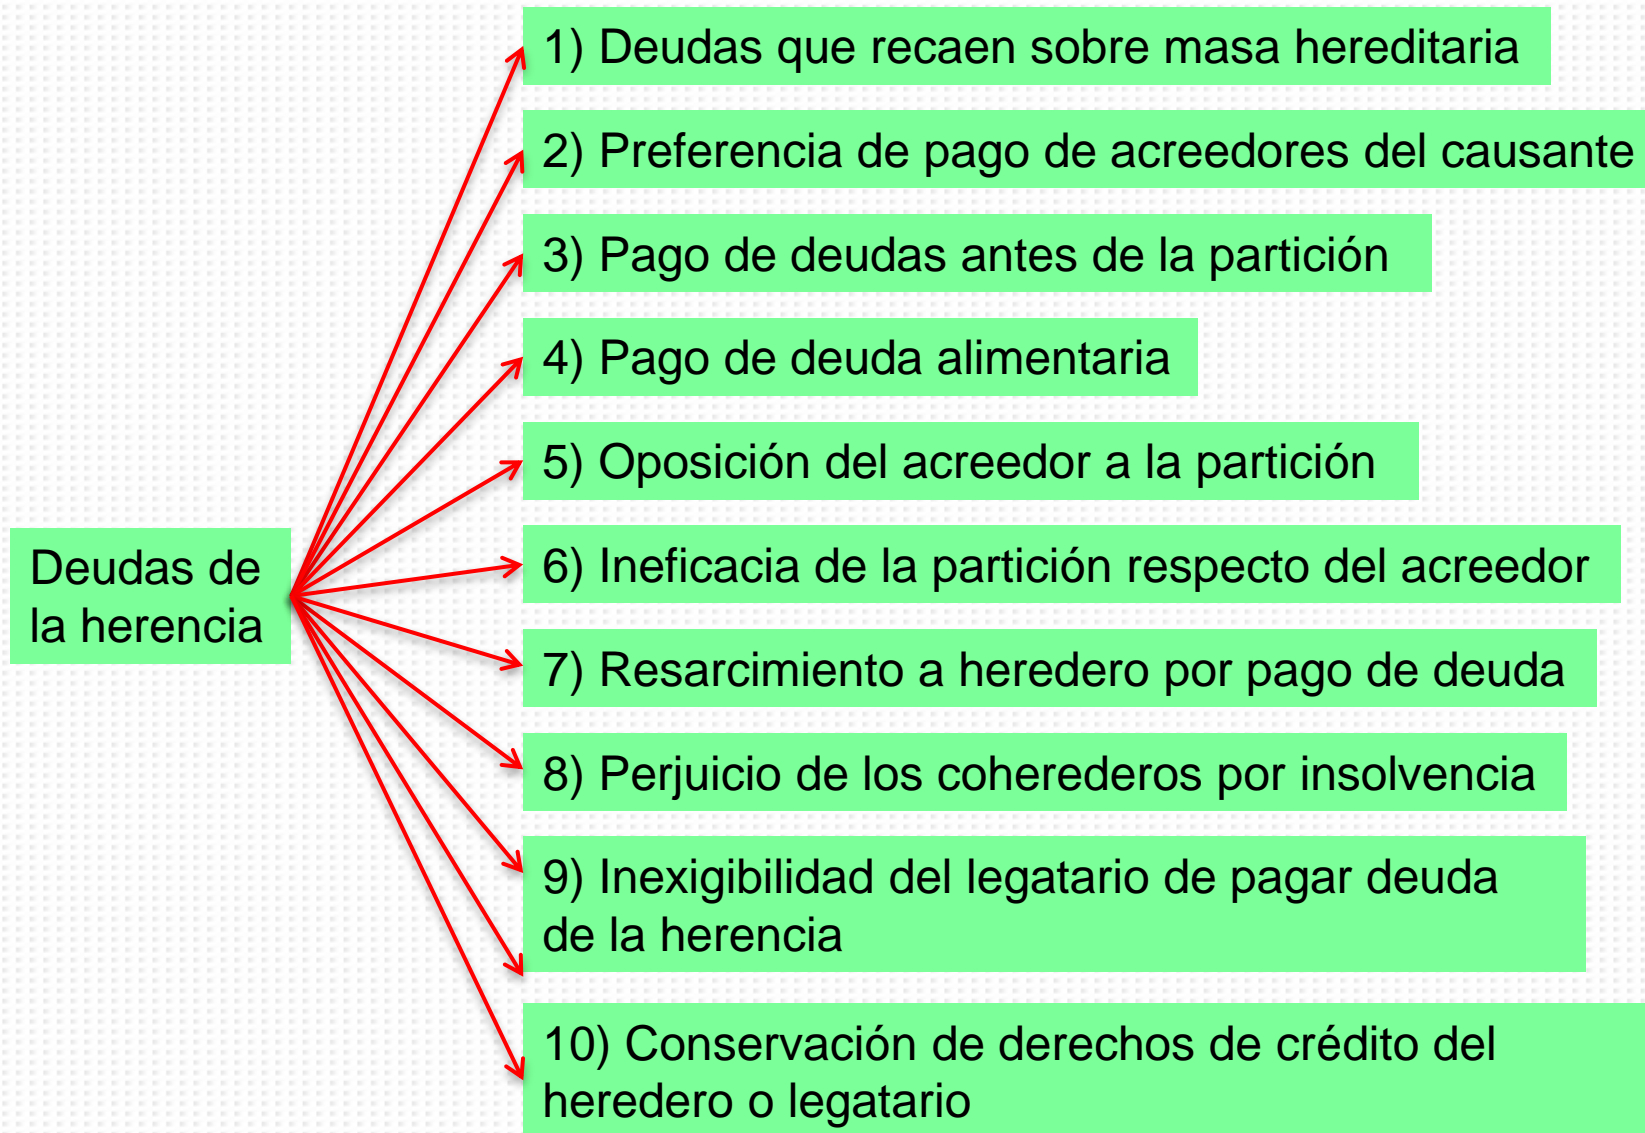 1) Deudas que recaen sobre masa hereditaria
2) Preferencia de pago de acreedores del causante
3) Pago de deudas antes de la partición
4) Pago de deuda alimentaria
5) Oposición del acreedor a la partición
Deudas de
la herencia
6) Ineficacia de la partición respecto del acreedor
7) Resarcimiento a heredero por pago de deuda
8) Perjuicio de los coherederos por insolvencia
9) Inexigibilidad del legatario de pagar deuda
de la herencia
10) Conservación de derechos de crédito del
heredero o legatario